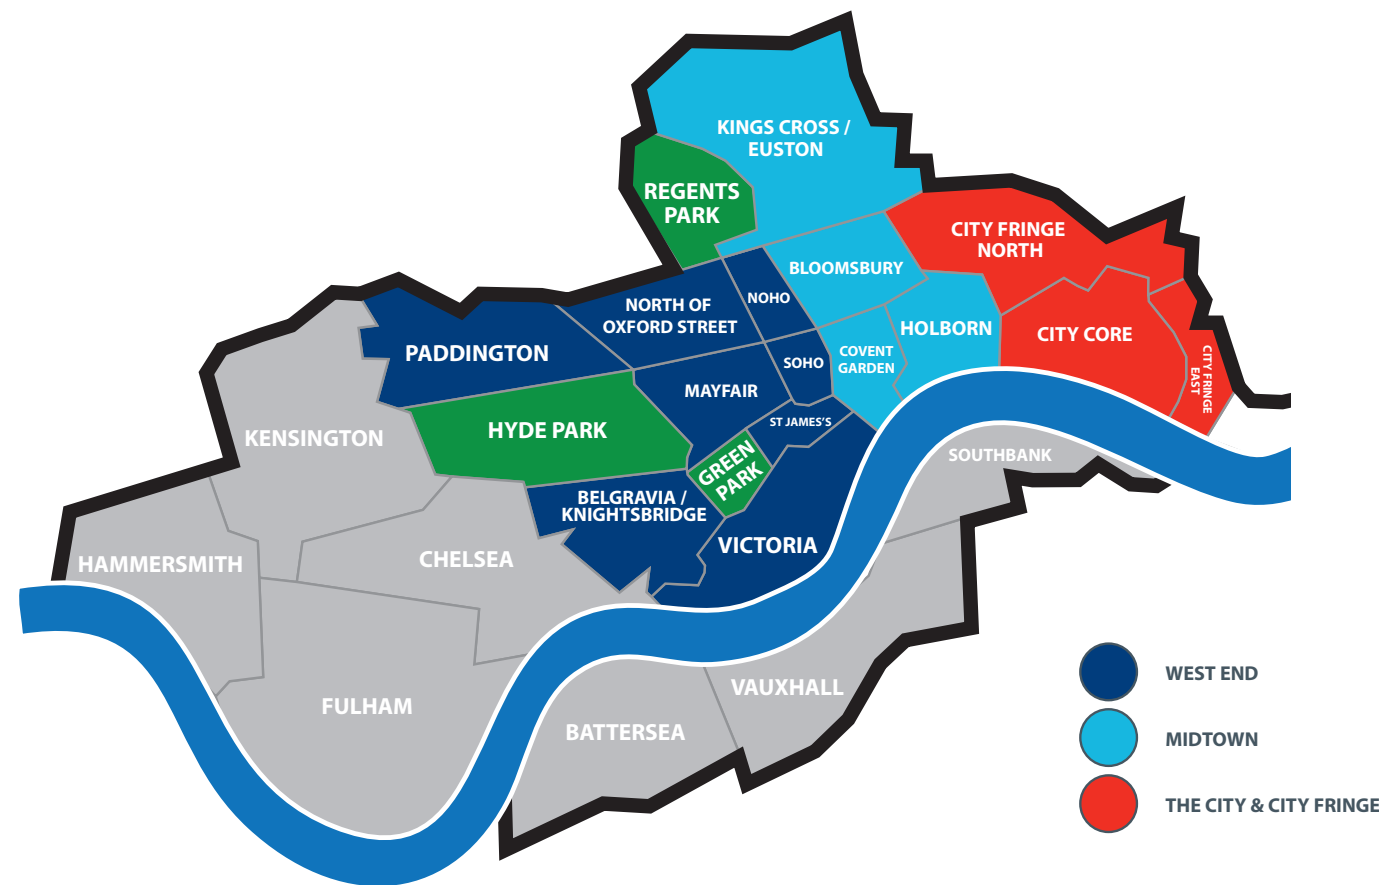 KINGS CROSS /
EUSTON
REGENTS
PARK
CITY FRINGE
NORTH
BLOOMSBURY
NOHO
NORTH OF
OXFORD STREET
HOLBORN
CITY CORE
PADDINGTON
COVENT
GARDEN
SOHO
CITY FRINGE
EAST
MAYFAIR
ST JAMES'S
HYDE PARK
KENSINGTON
GREEN
PARK
SOUTHBANK
BELGRAVIA /
KNIGHTSBRIDGE
VICTORIA
CHELSEA
HAMMERSMITH
WEST END
VAUXHALL
FULHAM
BATTERSEA
MIDTOWN
THE CITY & CITY FRINGE